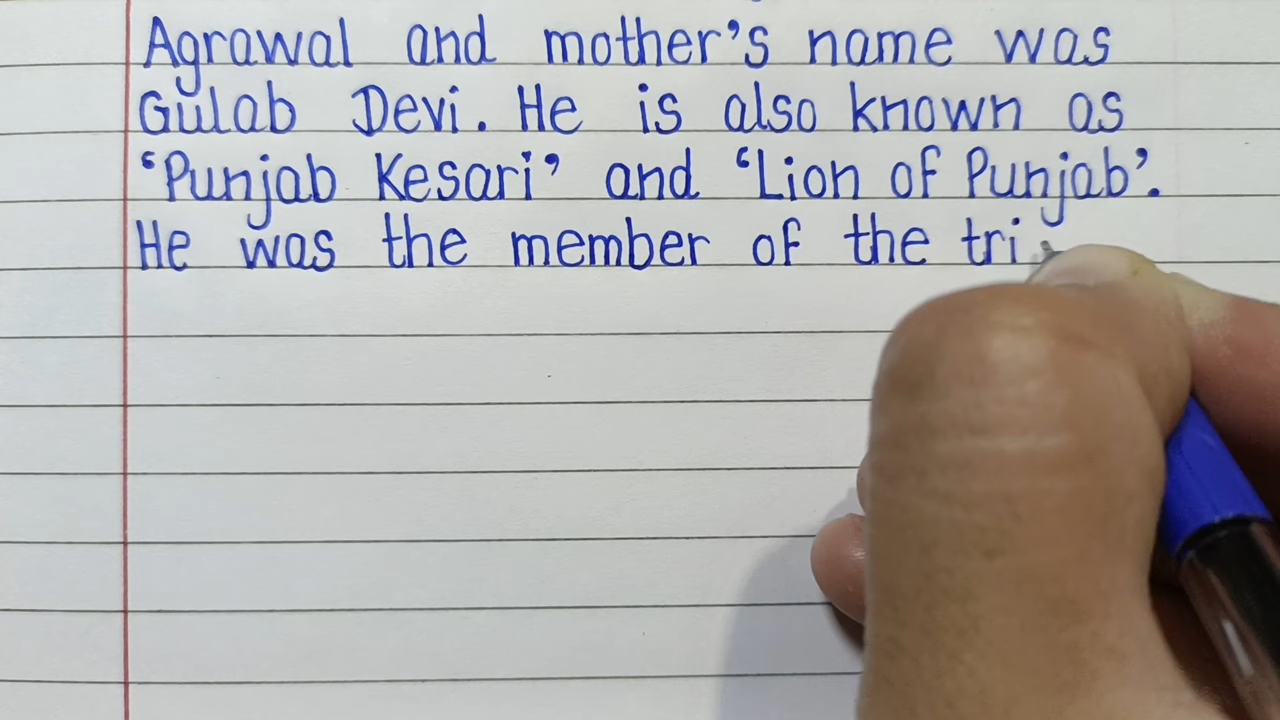 Agrawal and mother's name was
Gulab Devi. He is also known as
'Punjab Kesari' and 'Lion of Punjab'.
He was the member of the tri